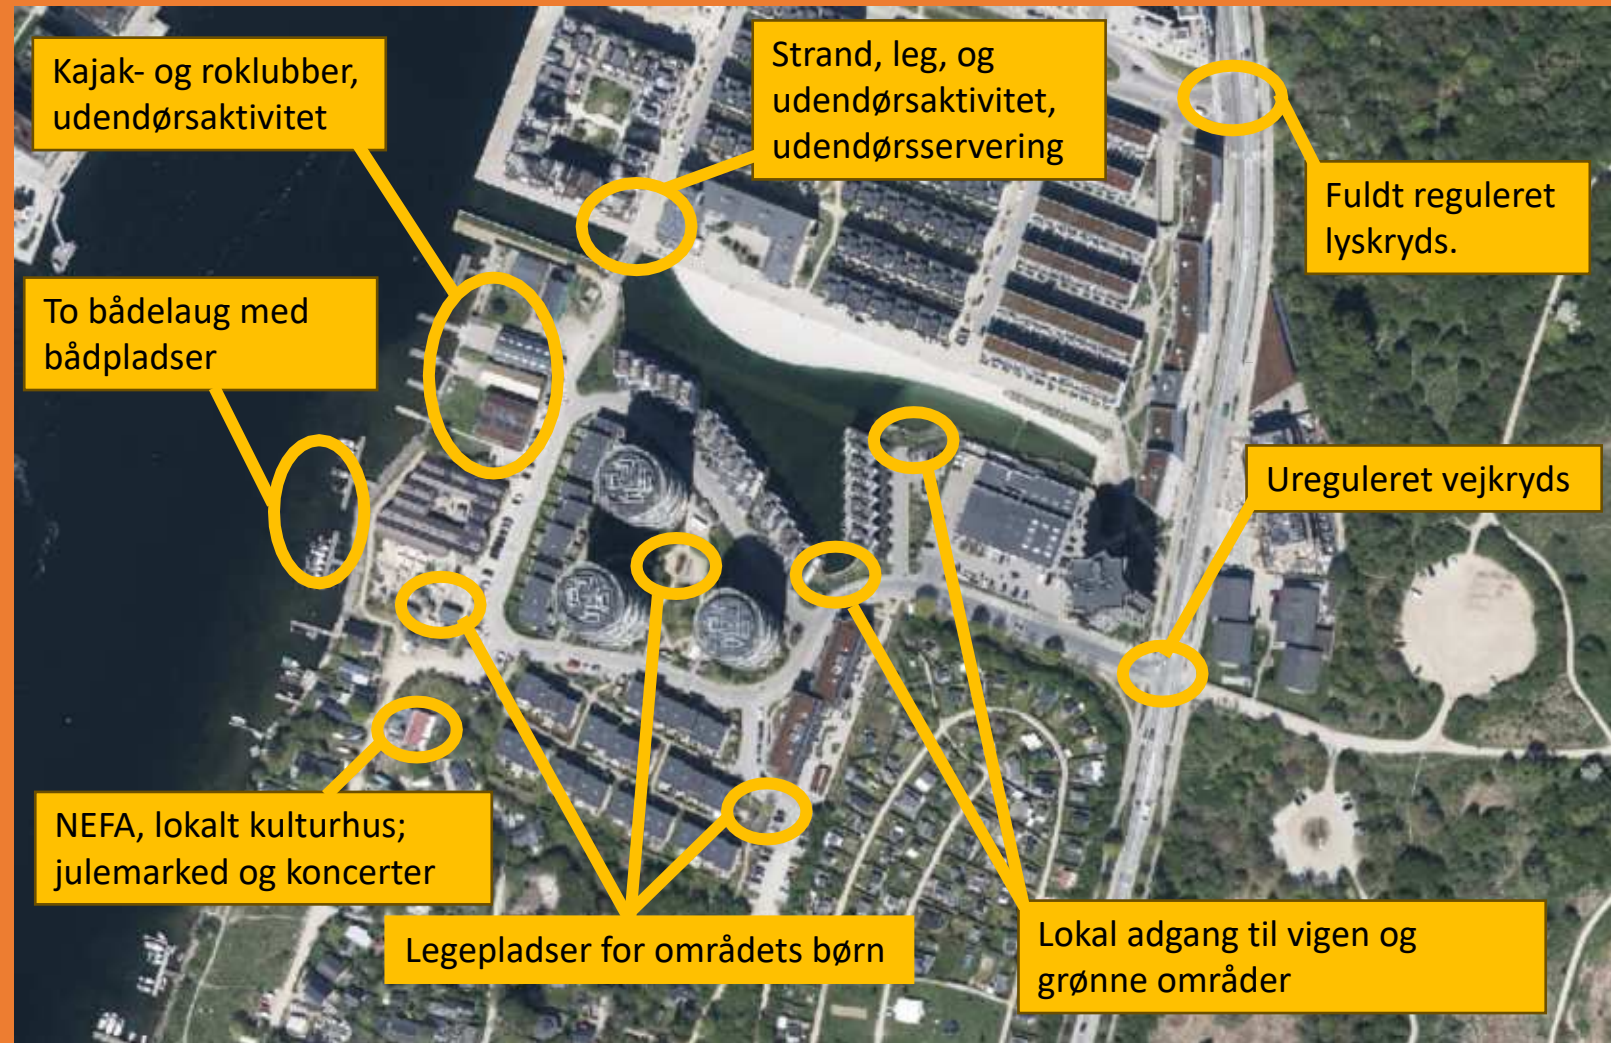 Kajak- og roklubber,
udendørsaktivitet
Strand, leg, og
udendørsaktivitet,
udendørsservering
Fuldt reguleret
lyskryds.
To bådelaug med
bådpladser
Ureguleret vejkryds
NEFA, lokalt kulturhus;
julemarked og koncerter
Legepladser for områdets børn
Lokal adgang til vigen og
grønne områder